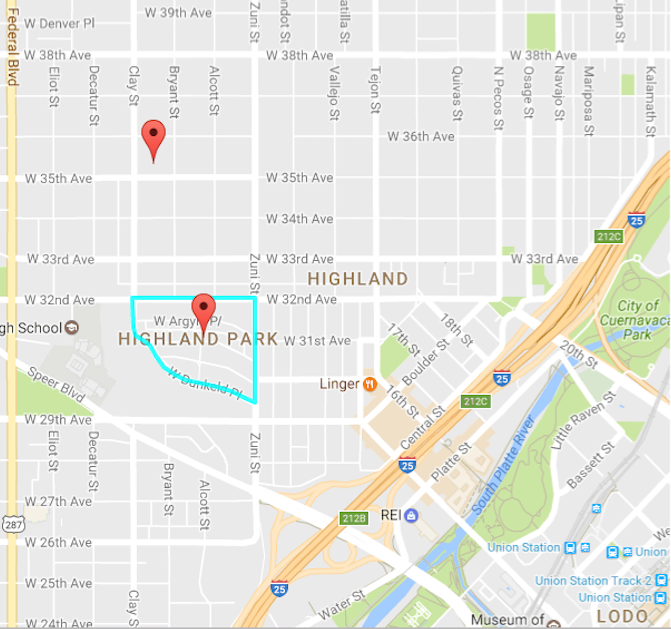 W 39th Ave
W Denver Pl
Federal Blvd
Zuni St
W 38th Ave
W 38th Ave
W 38th Ave
Eliot St
Decatur St
Clay St
Bryant St
Alcott St
Vallejo St
Tejon St
Quivas St
N Pecos St
Osage St
Navajo St
Mariposa St
Kalamath St
W 36th Ave
W 35th Ave
W 35th Ave
W 34th Ave
W 33rd Ave
W 33rd Ave
W 33rd Ave
25
212C
Zuni St
HIGHLAND
W 32nd Ave
W 32nd Ave
gh School
W Argyle Pl
HIGHLAND PARK
W 31st Ave
17th St
18th St
City of
Cuernavaca
Park
20th St
Boulder St
Speer Blvd
W Dunkeld Pl
Linger
25
16th St
212C
W 29th Ave
Central St
Little Raven St
Eliot St
Decatur St
Zuni St
Platte St
Bassett St
25
South Platte River
Bryant St
Alcott St
W 27th Ave
287
212B
REI
W 26th Ave
Union Station
Union
W 25th Ave
25
Union Station Track 2
Union Station
Clay S
Water St
W 24th Ave
Museum of
LODO